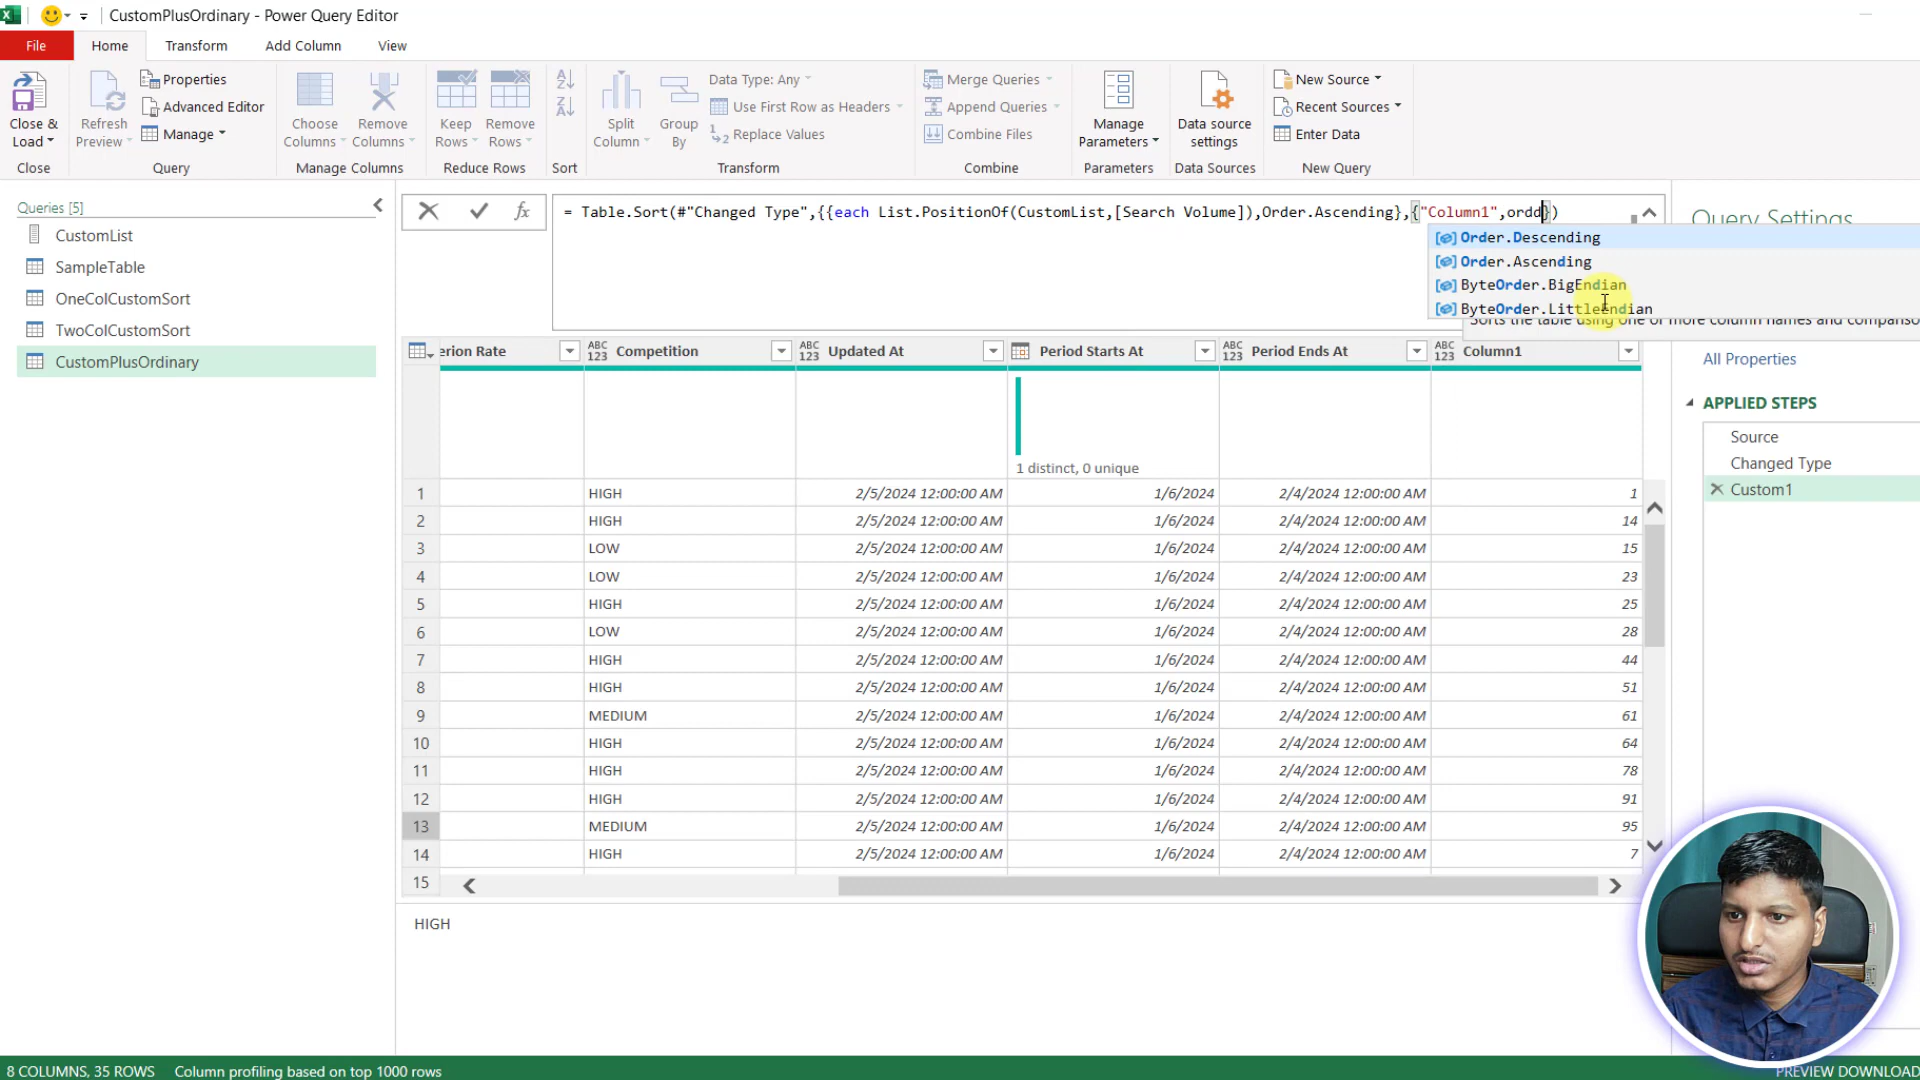 CustomPlusOrdinary - Power Query Editor
File Home Transform Add Column View
Close & Load
Close
Refresh Preview
Properties
Advanced Editor
Manage
Query
Choose Columns
Remove Columns
Manage Columns
Keep Rows
Remove Rows
Reduce Rows
Sort
Split Column
Group By
Data Type: Any
Use First Row as Headers
Replace Values
Transform
Merge Queries
Append Queries
Combine Files
Combine
Manage Parameters
Parameters
Data source settings
Data Sources
New Source
Recent Sources
Enter Data
New Query
Queries [5]
CustomList
SampleTable
OneColCustomSort
TwoColCustomSort
CustomPlusOrdinary
fx
= Table.Sort(#"Changed Type",{{each List.PositionOf(CustomList,[Search Volume]),Order.Ascending},{"Column1",ordd})
Order.Descending
Order.Ascending
ByteOrder.BigEndian
ByteOrder.LittleEndian
Sorts the table using one or more column names and compariso
erion Rate ABC 123 Competition ABC 123 Updated At Period Starts At ABC 123 Period Ends At ABC 123 Column1
1 distinct, 0 unique
1 HIGH 2/5/2024 12:00:00 AM 1/6/2024 2/4/2024 12:00:00 AM 1
2 HIGH 2/5/2024 12:00:00 AM 1/6/2024 2/4/2024 12:00:00 AM 14
3 LOW 2/5/2024 12:00:00 AM 1/6/2024 2/4/2024 12:00:00 AM 15
4 LOW 2/5/2024 12:00:00 AM 1/6/2024 2/4/2024 12:00:00 AM 23
5 HIGH 2/5/2024 12:00:00 AM 1/6/2024 2/4/2024 12:00:00 AM 25
6 LOW 2/5/2024 12:00:00 AM 1/6/2024 2/4/2024 12:00:00 AM 28
7 HIGH 2/5/2024 12:00:00 AM 1/6/2024 2/4/2024 12:00:00 AM 44
8 HIGH 2/5/2024 12:00:00 AM 1/6/2024 2/4/2024 12:00:00 AM 51
9 MEDIUM 2/5/2024 12:00:00 AM 1/6/2024 2/4/2024 12:00:00 AM 61
10 HIGH 2/5/2024 12:00:00 AM 1/6/2024 2/4/2024 12:00:00 AM 64
11 HIGH 2/5/2024 12:00:00 AM 1/6/2024 2/4/2024 12:00:00 AM 78
12 HIGH 2/5/2024 12:00:00 AM 1/6/2024 2/4/2024 12:00:00 AM 91
13 MEDIUM 2/5/2024 12:00:00 AM 1/6/2024 2/4/2024 12:00:00 AM 95
14 HIGH 2/5/2024 12:00:00 AM 1/6/2024 2/4/2024 12:00:00 AM 7
15
HIGH
Query Settings
All Properties
APPLIED STEPS
Source
Changed Type
Custom1
8 COLUMNS, 35 ROWS Column profiling based on top 1000 rows
PREVIEW DOWNLOAD